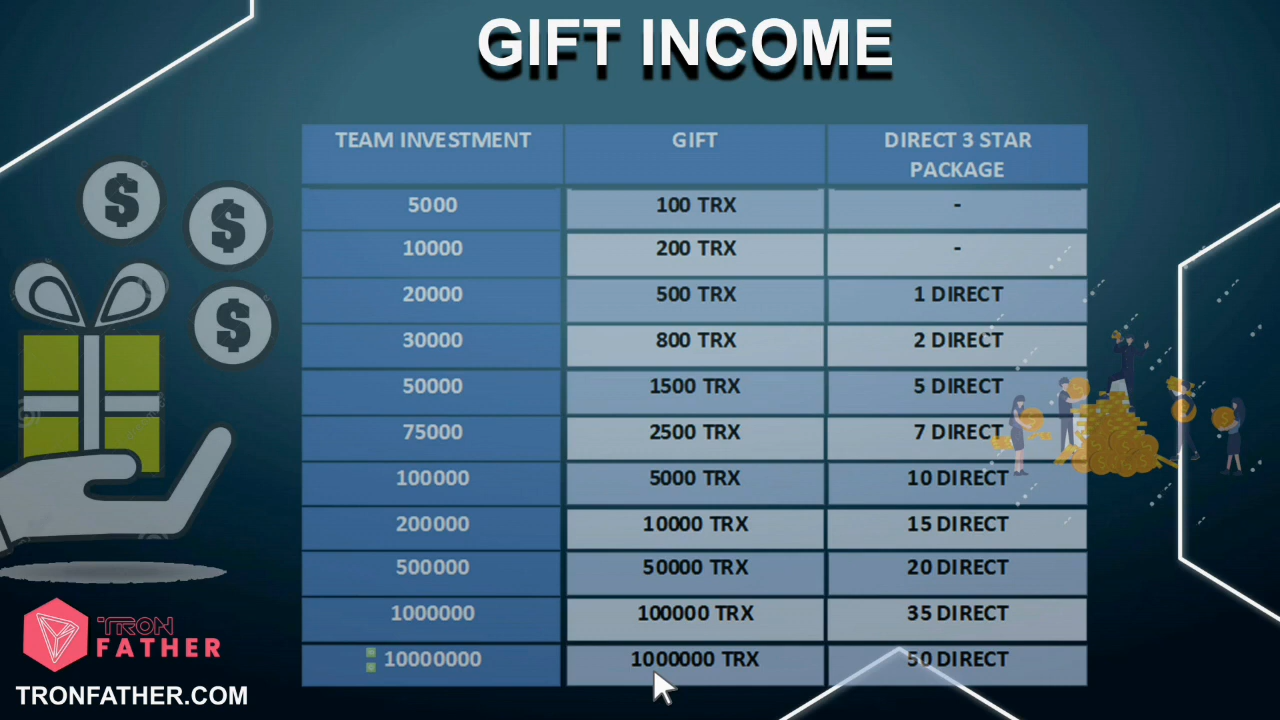 GIFT INCOME
TEAM INVESTMENT GIFT DIRECT 3 STAR
PACKAGE
5000 100 TRX -
10000 200 TRX -
20000 500 TRX 1 DIRECT
30000 800 TRX 2 DIRECT
50000 1500 TRX 5 DIRECT
75000 2500 TRX 7 DIRECT
100000 5000 TRX 10 DIRECT
200000 10000 TRX 15 DIRECT
500000 50000 TRX 20 DIRECT
1000000 100000 TRX 35 DIRECT
10000000 1000000 TRX 50 DIRECT
$
$
$
TRON
FATHER
TRONFATHER.COM